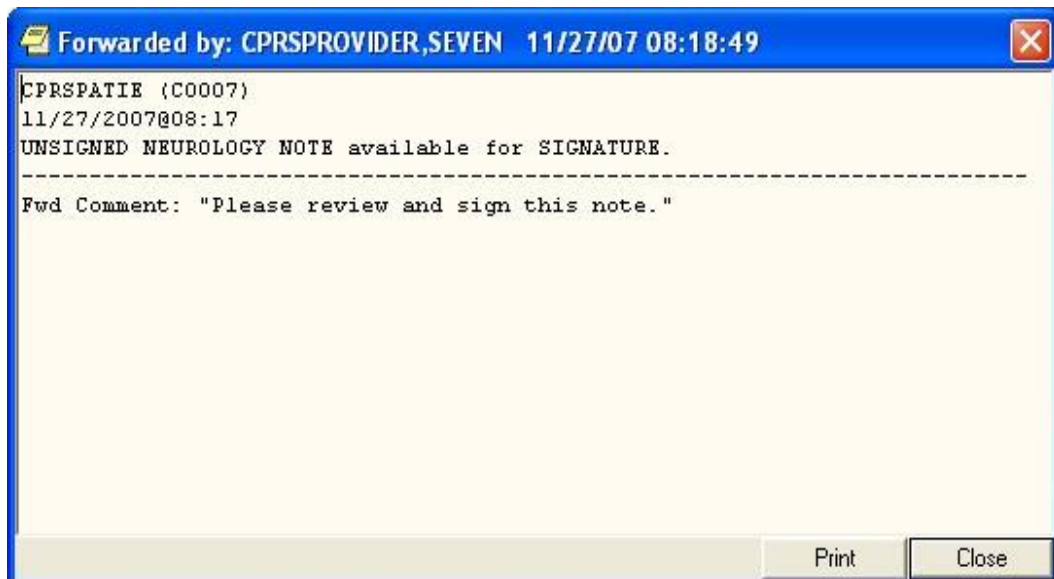 Forwarded by: CPRSPROVIDER,SEVEN 11/27/07 08:18:49
CPRSPATIE (C0007)
11/27/2007@08:17
UNSIGNED NEUROLOGY NOTE available for SIGNATURE.
--------------------------------------------------------------------------
Fwd Comment: "Please review and sign this note."
Print Close